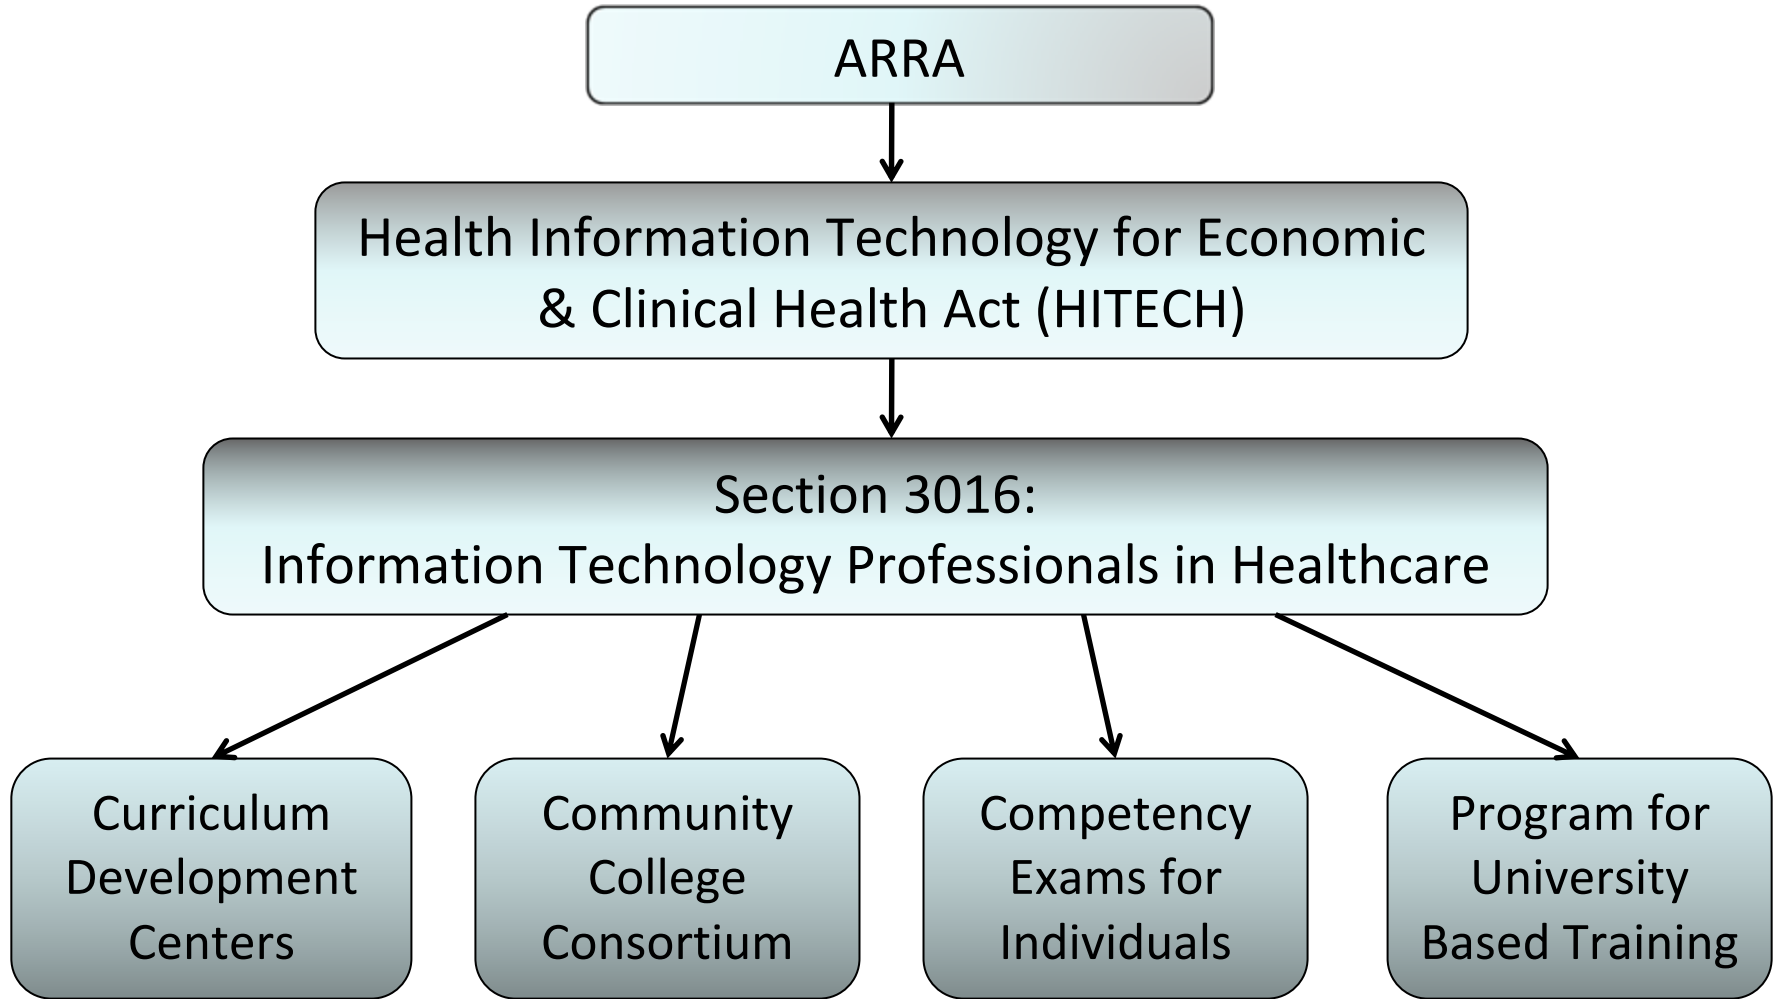 ARRA
Health Information Technology for Economic
& Clinical Health Act (HITECH)
Section 3016:
Information Technology Professionals in Healthcare
Curriculum
Development
Centers
Community
College
Consortium
Competency
Exams for
Individuals
Program for
University
Based Training